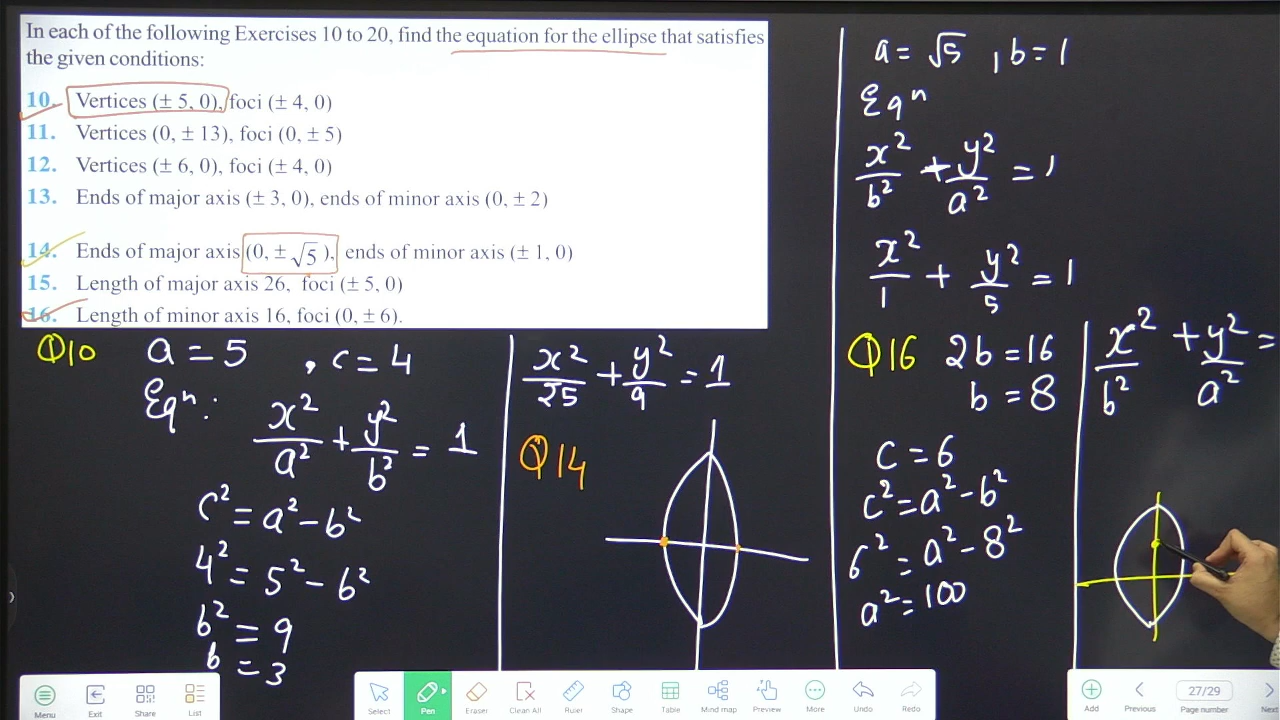 In each of the following Exercises 10 to 20, find the equation for the ellipse that satisfies
the given conditions:
10. Vertices (± 5, 0), foci (± 4, 0)
11. Vertices (0, ± 13), foci (0, ± 5)
12. Vertices (± 6, 0), foci (± 4, 0)
13. Ends of major axis (± 3, 0), ends of minor axis (0, ± 2)
14. Ends of major axis (0, ± √5), ends of minor axis (± 1, 0)
15. Length of major axis 26, foci (± 5, 0)
16. Length of minor axis 16, foci (0, ± 6).
Q10 a = 5 , c = 4
Eqⁿ:
x²/a² + y²/b² = 1
c² = a² − b²
4² = 5² − b²
b² = 9
b = 3
x²/25 + y²/9 = 1
Q14
a = √5 , b = 1
Eqⁿ
x²/b² + y²/a² = 1
x²/1 + y²/5 = 1
Q16 2b = 16
b = 8
c = 6
c² = a² − b²
6² = a² − 8²
a² = 100
x²/b² + y²/a² =
Menu
Exit
Share
List
Select
Pen
Eraser
Clean All
Ruler
Shape
Table
Mind map
Preview
More
Undo
Redo
Add
Previous
27/29
Page number
Next